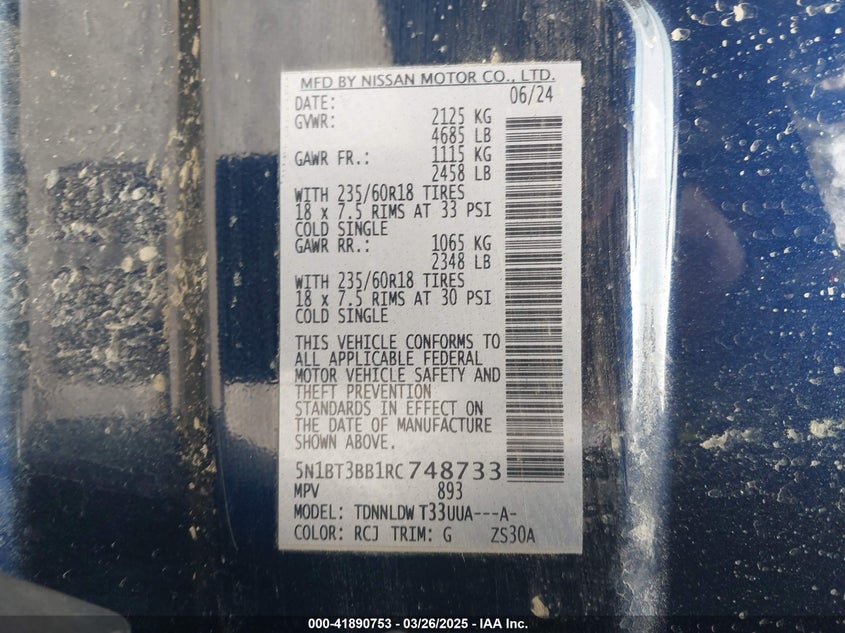 MFD BY NISSAN MOTOR CO., LTD.
DATE: 06/24
GVWR: 2125 KG
4685 LB
GAWR FR.: 1115 KG
2458 LB
WITH 235/60R18 TIRES
18 x 7.5 RIMS AT 33 PSI
COLD SINGLE
GAWR RR.: 1065 KG
2348 LB
WITH 235/60R18 TIRES
18 x 7.5 RIMS AT 30 PSI
COLD SINGLE
THIS VEHICLE CONFORMS TO
ALL APPLICABLE FEDERAL
MOTOR VEHICLE SAFETY AND
THEFT PREVENTION
STANDARDS IN EFFECT ON
THE DATE OF MANUFACTURE
SHOWN ABOVE.
5N1BT3BB1RC748733
MPV 893
MODEL: TDNNLDW T33UUA---A-
COLOR: RCJ TRIM: G ZS30A
000-41890753 — 03/26/2025 - IAA Inc.